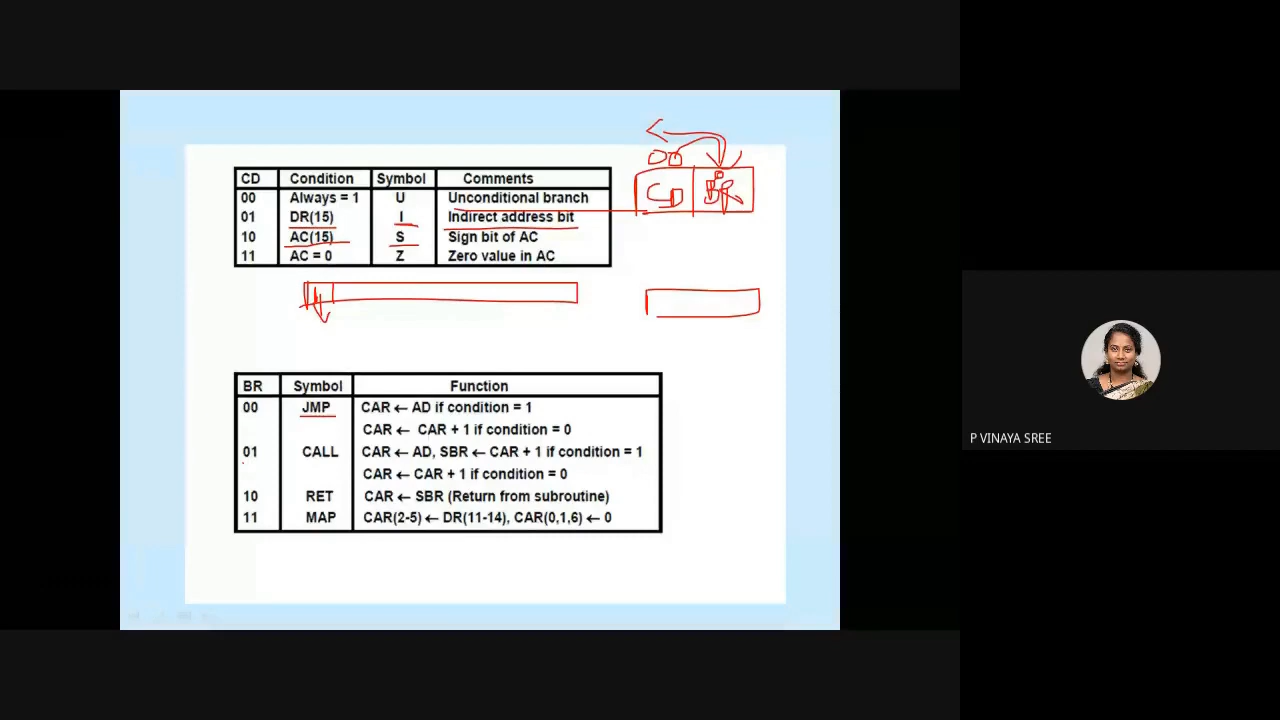 CD Condition Symbol Comments
00 Always = 1 U Unconditional branch
01 DR(15) I Indirect address bit
10 AC(15) S Sign bit of AC
11 AC = 0 Z Zero value in AC
CD BR
BR Symbol Function
00 JMP CAR ← AD if condition = 1
CAR ← CAR + 1 if condition = 0
01 CALL CAR ← AD, SBR ← CAR + 1 if condition = 1
CAR ← CAR + 1 if condition = 0
10 RET CAR ← SBR (Return from subroutine)
11 MAP CAR(2-5) ← DR(11-14), CAR(0,1,6) ← 0
P VINAYA SREE